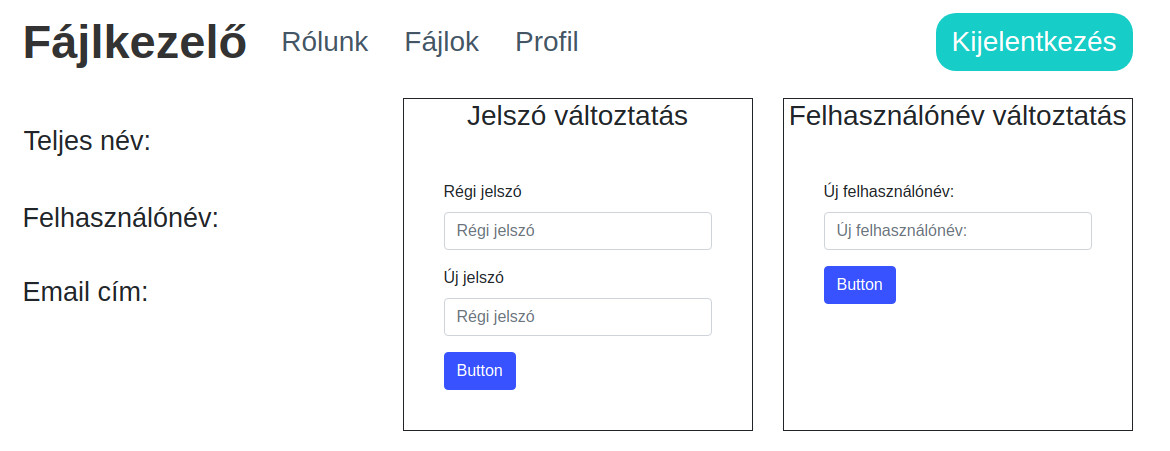 Fájlkezelő Rólunk Fájlok Profil Kijelentkezés
Teljes név:
Felhasználónév:
Email cím:
Jelszó változtatás
Régi jelszó
Régi jelszó
Új jelszó
Régi jelszó
Button
Felhasználónév változtatás
Új felhasználónév:
Új felhasználónév:
Button